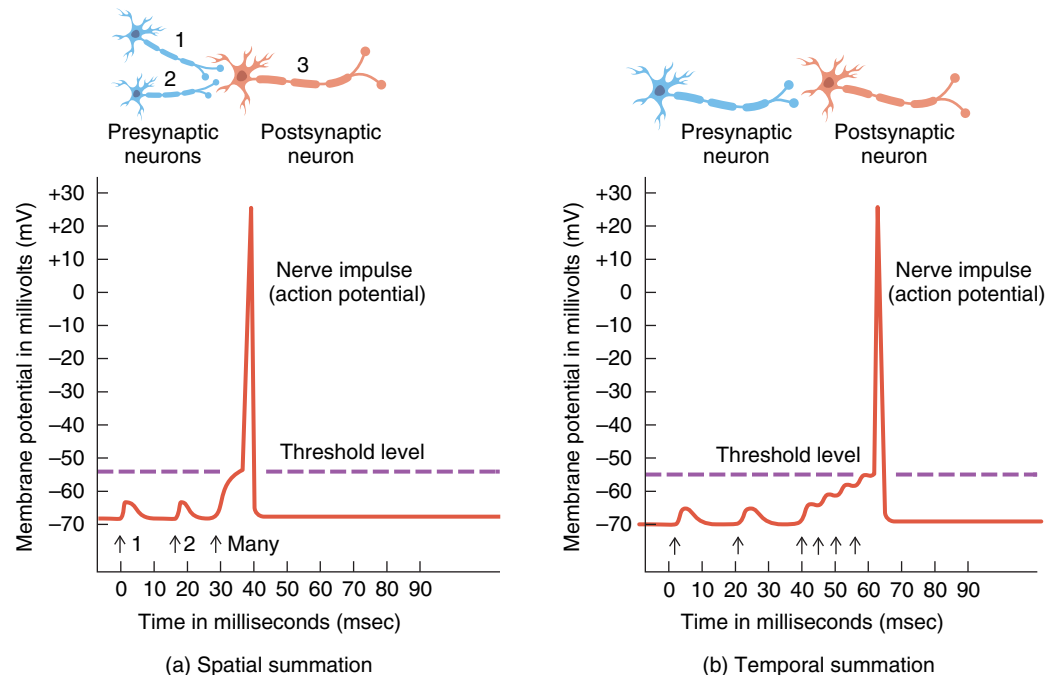 1
2
3
Presynaptic
neurons
Postsynaptic
neuron
Membrane potential in millivolts (mV)
+30
+20
+10
0
–10
–20
–30
–40
–50
–60
–70
Nerve impulse
(action potential)
Threshold level
1
2
Many
0 10 20 30 40 50 60 70 80 90
Time in milliseconds (msec)
(a) Spatial summation
Presynaptic
neuron
Postsynaptic
neuron
Membrane potential in millivolts (mV)
+30
+20
+10
0
–10
–20
–30
–40
–50
–60
–70
Nerve impulse
(action potential)
Threshold level
0 10 20 30 40 50 60 70 80 90
Time in milliseconds (msec)
(b) Temporal summation